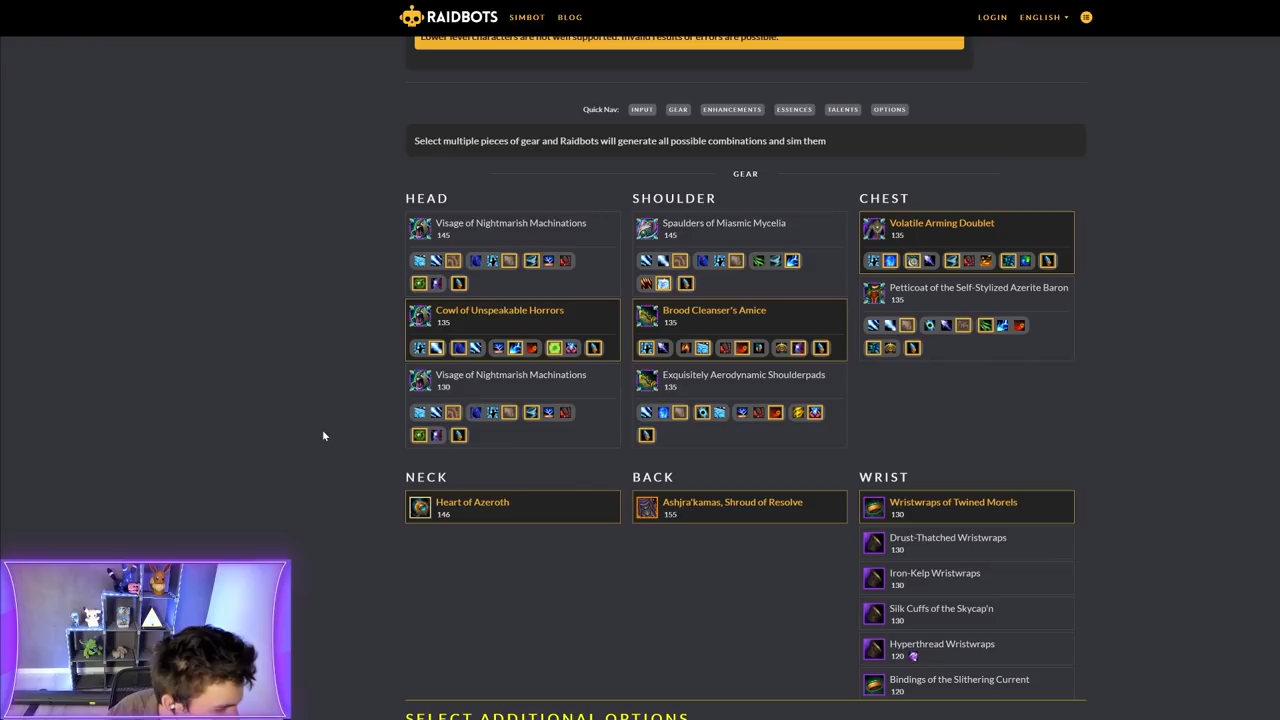 RAIDBOTS
SIMBOT
BLOG
LOGIN
ENGLISH
Lower level characters are not well supported. Invalid results or errors are possible.
Quick Nav:
INPUT
GEAR
ENHANCEMENTS
ESSENCES
TALENTS
OPTIONS
Select multiple pieces of gear and Raidbots will generate all possible combinations and sim them
GEAR
HEAD
Visage of Nightmarish Machinations
145
Cowl of Unspeakable Horrors
135
Visage of Nightmarish Machinations
130
SHOULDER
Spaulders of Miasmic Mycelia
145
Brood Cleanser's Amice
135
Exquisitely Aerodynamic Shoulderpads
135
CHEST
Volatile Arming Doublet
135
Petticoat of the Self-Stylized Azerite Baron
135
NECK
Heart of Azeroth
146
BACK
Ashjra'kamas, Shroud of Resolve
155
WRIST
Wristwraps of Twined Morels
130
Drust-Thatched Wristwraps
130
Iron-Kelp Wristwraps
130
Silk Cuffs of the Skycap'n
130
Hyperthread Wristwraps
120
Bindings of the Slithering Current
120
SELECT ADDITIONAL OPTIONS